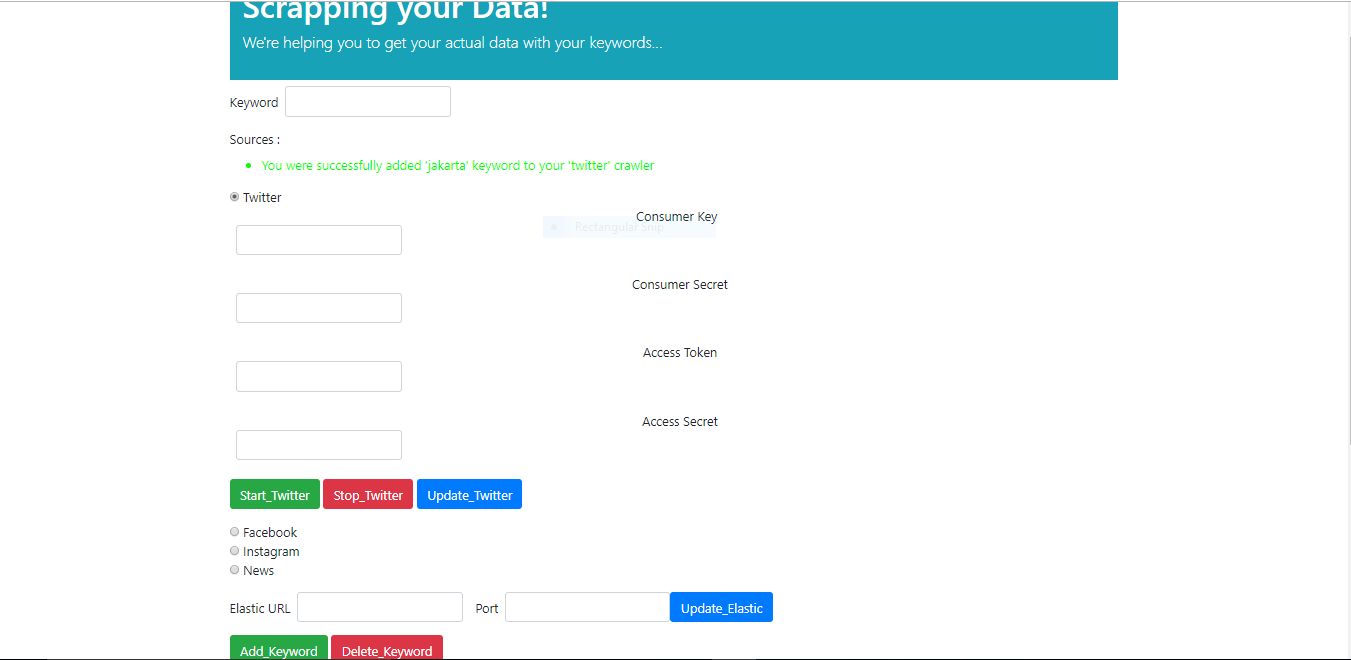 Scrapping your Data!
We're helping you to get your actual data with your keywords...
Keyword
Sources :
You were successfully added 'jakarta' keyword to your 'twitter' crawler
Twitter
Consumer Key
Rectangular Snip
Consumer Secret
Access Token
Access Secret
Start_Twitter Stop_Twitter Update_Twitter
Facebook
Instagram
News
Elastic URL Port Update_Elastic
Add_Keyword Delete_Keyword